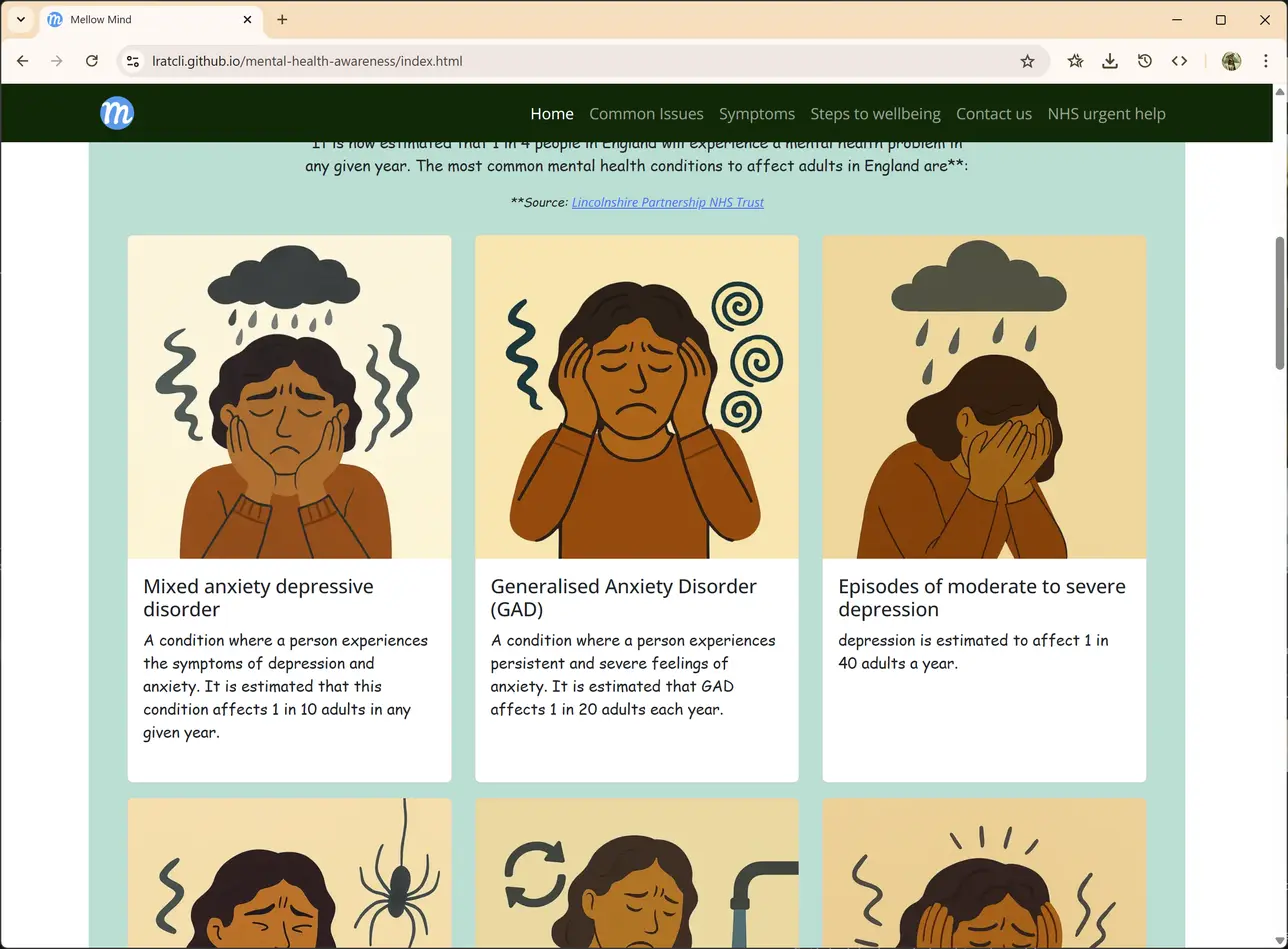 Mellow Mind
lratcli.github.io/mental-health-awareness/index.html
m
Home Common Issues Symptoms Steps to wellbeing Contact us NHS urgent help
It is now estimated that 1 in 4 people in England will experience a mental health problem in
any given year. The most common mental health conditions to affect adults in England are**:
**Source: Lincolnshire Partnership NHS Trust
Mixed anxiety depressive
disorder
A condition where a person experiences
the symptoms of depression and
anxiety. It is estimated that this
condition affects 1 in 10 adults in any
given year.
Generalised Anxiety Disorder
(GAD)
A condition where a person experiences
persistent and severe feelings of
anxiety. It is estimated that GAD
affects 1 in 20 adults each year.
Episodes of moderate to severe
depression
depression is estimated to affect 1 in
40 adults a year.